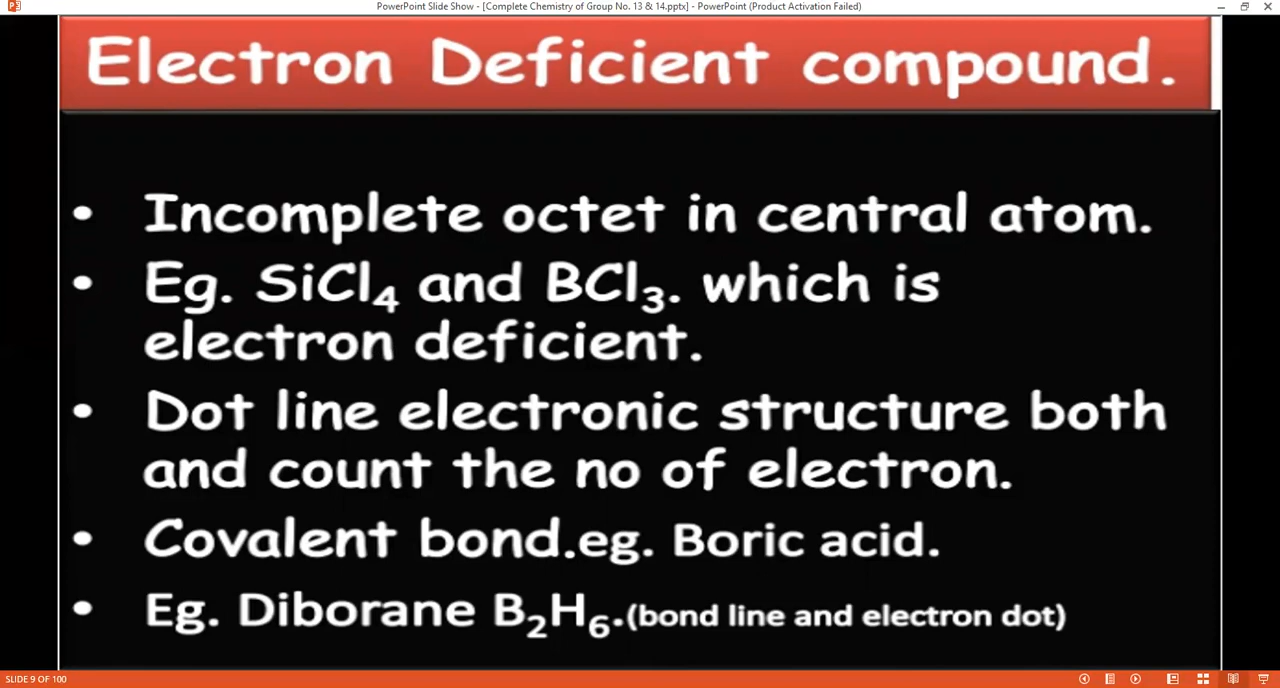 PowerPoint Slide Show - [Complete Chemistry of Group No. 13 & 14.pptx] - PowerPoint (Product Activation Failed)
Electron Deficient compound.
• Incomplete octet in central atom.
• Eg. SiCl₄ and BCl₃. which is
electron deficient.
• Dot line electronic structure both
and count the no of electron.
• Covalent bond.eg. Boric acid.
• Eg. Diborane B₂H₆.(bond line and electron dot)
SLIDE 9 OF 100